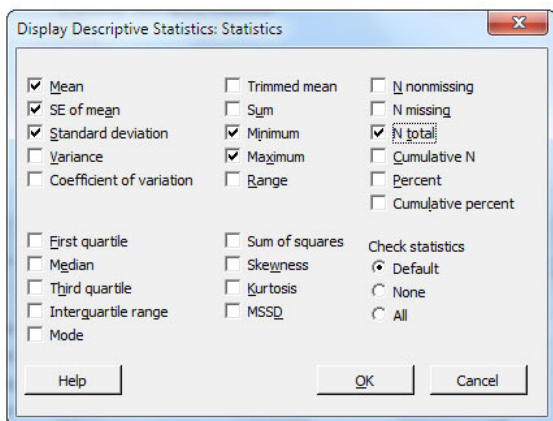 Display Descriptive Statistics: Statistics
Mean
SE of mean
Standard deviation
Variance
Coefficient of variation
Trimmed mean
Sum
Minimum
Maximum
Range
N nonmissing
N missing
N total
Cumulative N
Percent
Cumulative percent
First quartile
Median
Third quartile
Interquartile range
Mode
Sum of squares
Skewness
Kurtosis
MSSD
Check statistics
Default
None
All
Help
OK
Cancel